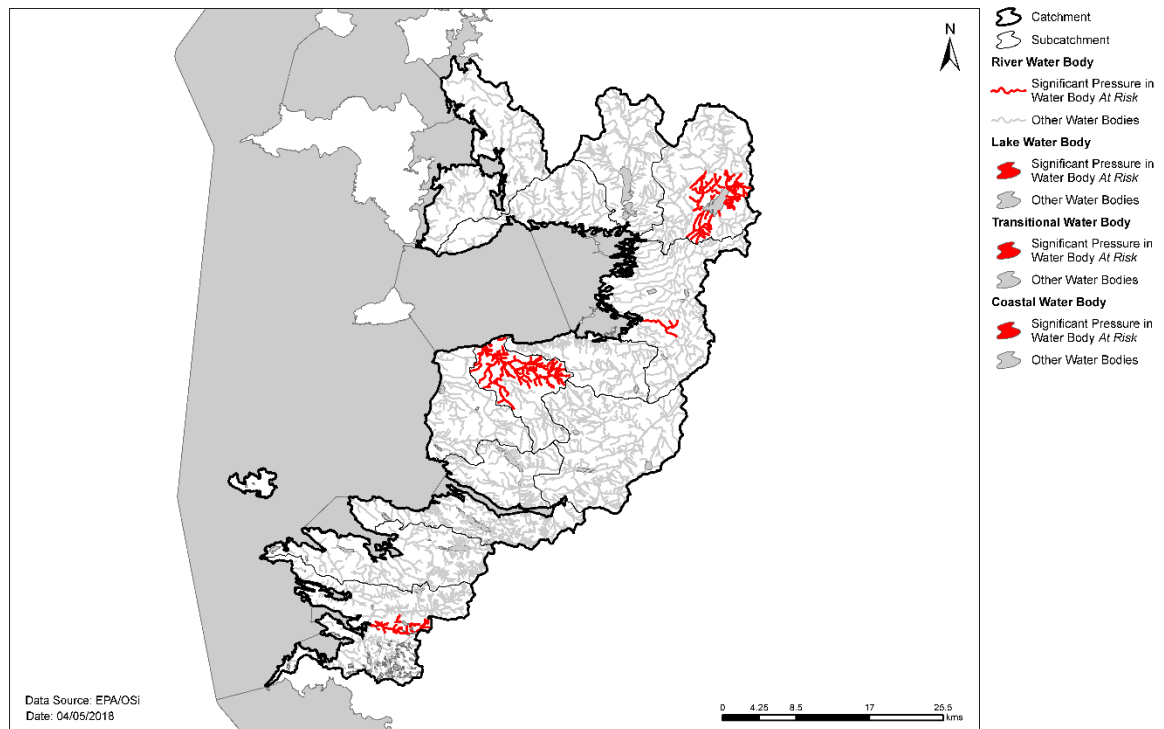 N
Data Source: EPA/OSi
Date: 04/05/2018
0 4.25 8.5 17 25.5
kms
Catchment
Subcatchment
River Water Body
Significant Pressure in
Water Body At Risk
Other Water Bodies
Lake Water Body
Significant Pressure in
Water Body At Risk
Other Water Bodies
Transitional Water Body
Significant Pressure in
Water Body At Risk
Other Water Bodies
Coastal Water Body
Significant Pressure in
Water Body At Risk
Other Water Bodies